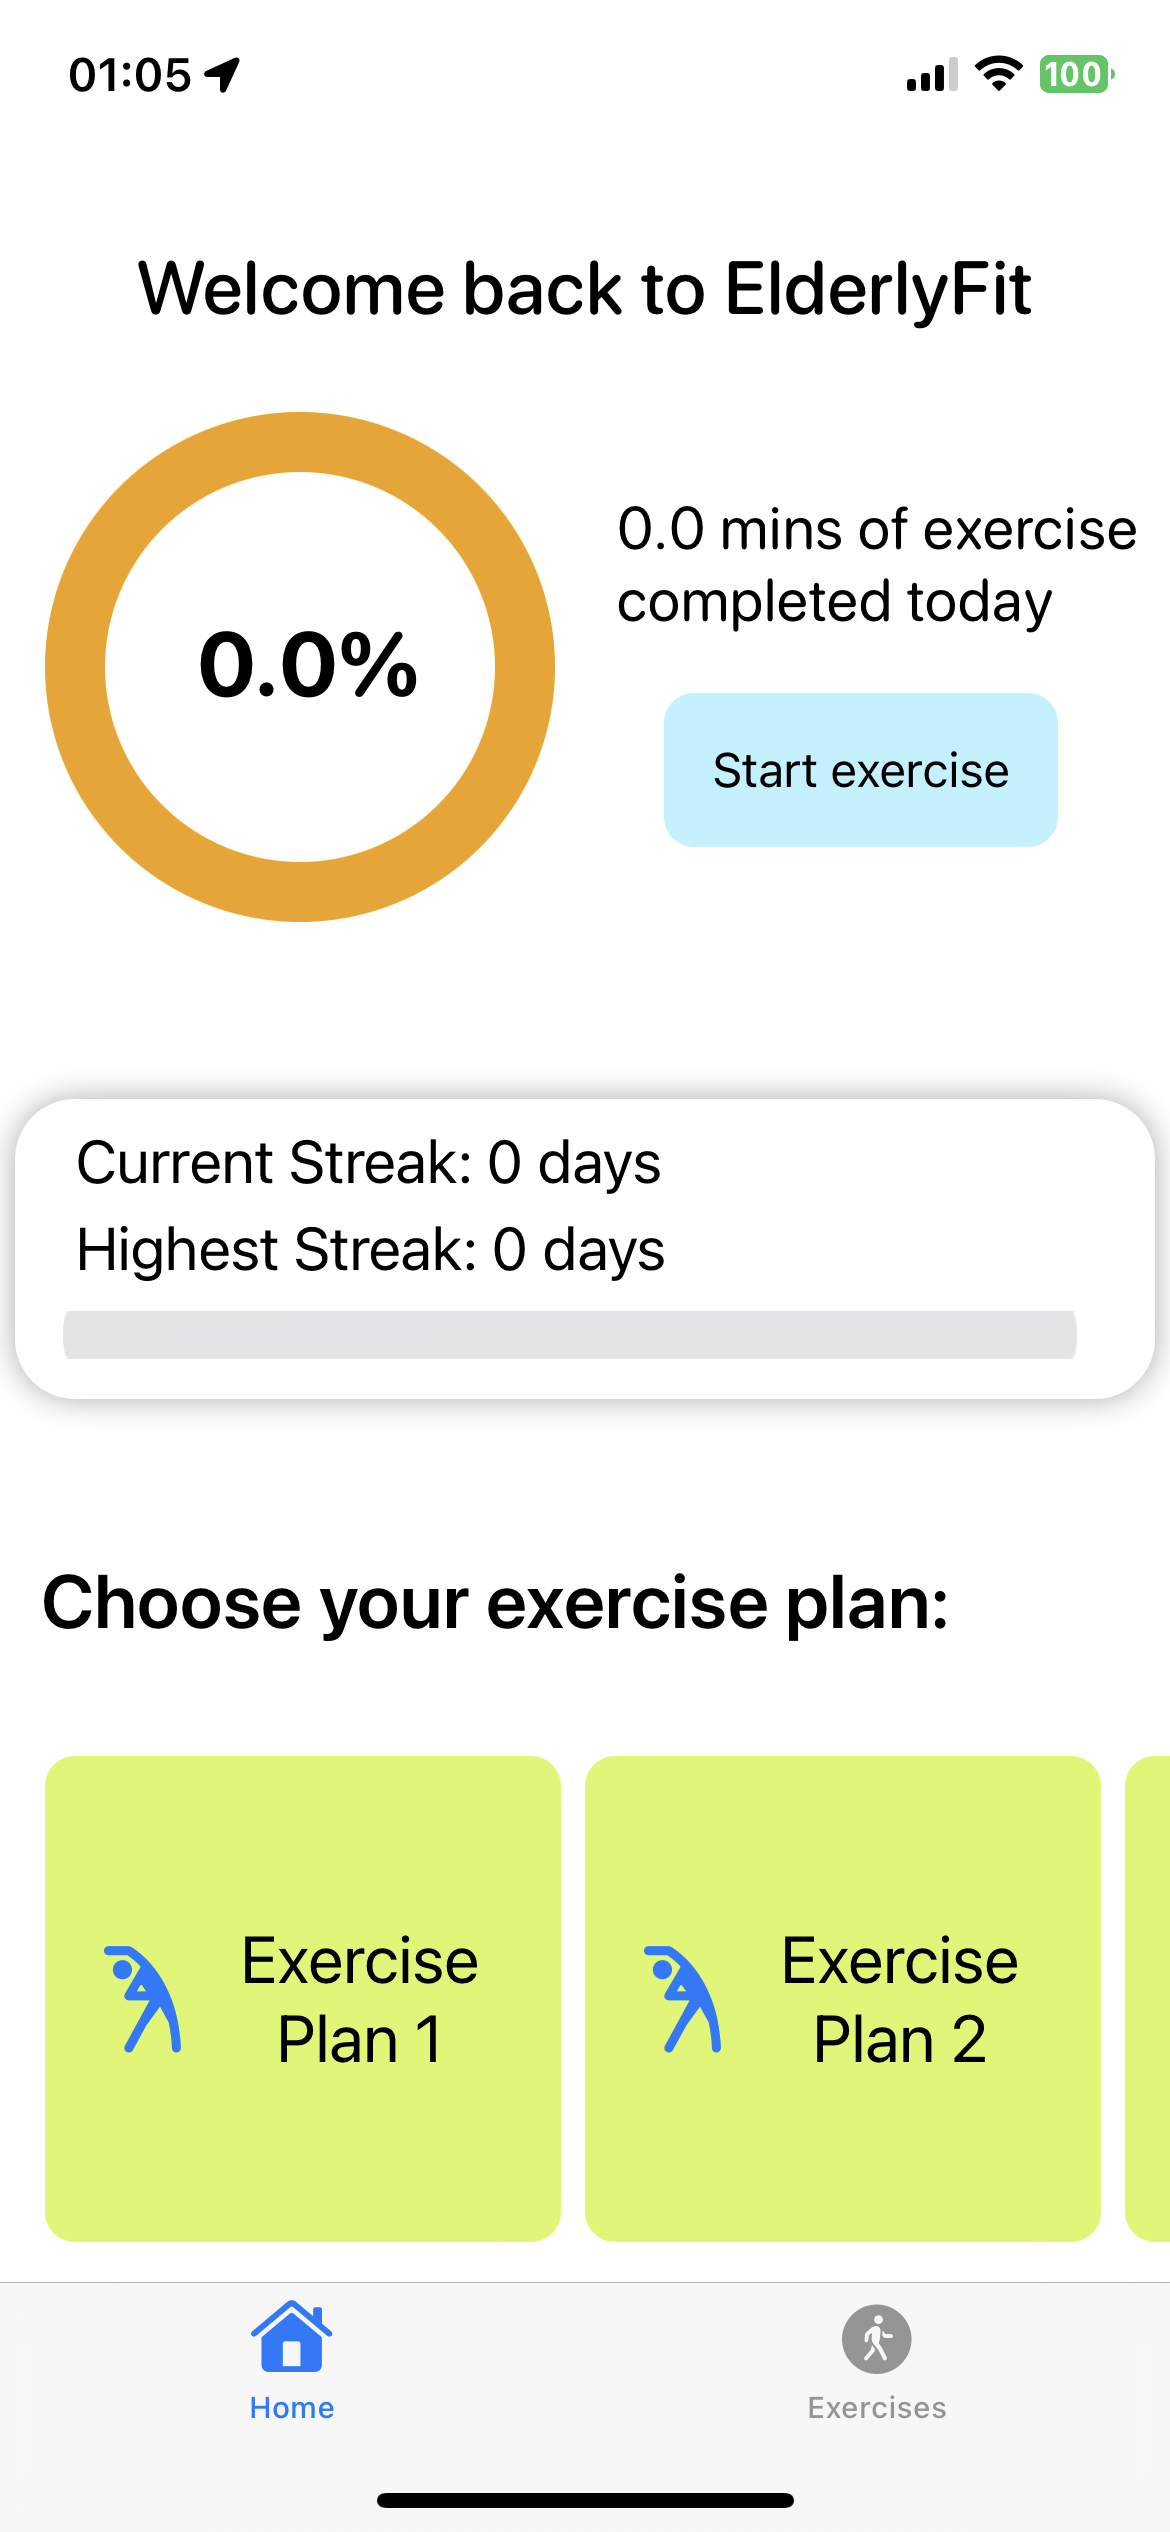 01:05
100
Welcome back to ElderlyFit
0.0%
0.0 mins of exercise
completed today
Start exercise
Current Streak: 0 days
Highest Streak: 0 days
Choose your exercise plan:
Exercise
Plan 1
Exercise
Plan 2
Home
Exercises